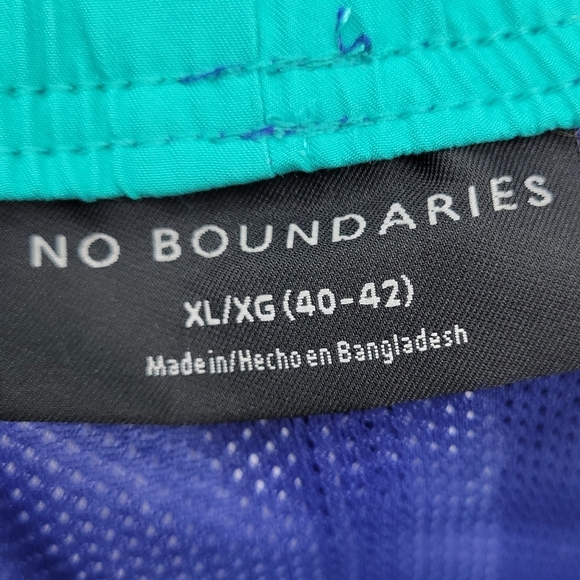 NO BOUNDARIES
XL/XG (40-42)
Made in/Hecho en Bangladesh